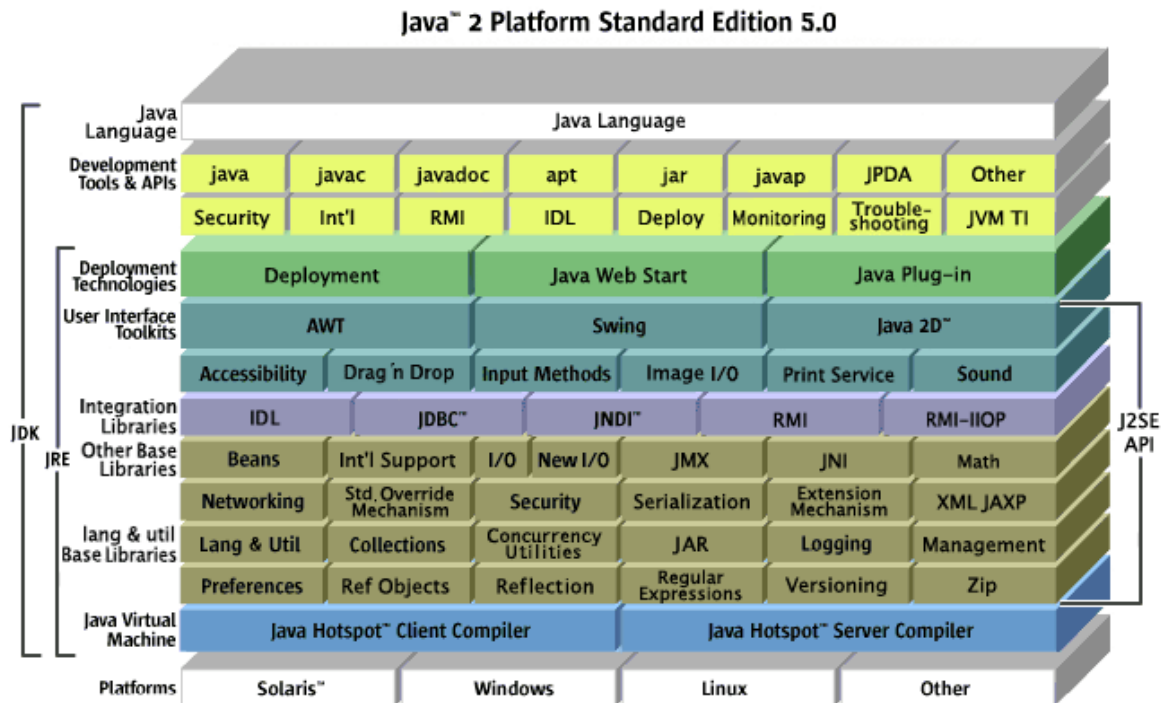 Java™ 2 Platform Standard Edition 5.0
Java
Language
Java Language
Development
Tools & APIs
java javac javadoc apt jar javap JPDA Other
Security Int'l RMI IDL Deploy Monitoring Trouble-
shooting JVM TI
Deployment
Technologies
Deployment Java Web Start Java Plug-in
User Interface
Toolkits
AWT Swing Java 2D™
Accessibility Drag 'n Drop Input Methods Image I/O Print Service Sound
Integration
Libraries
IDL JDBC™ JNDI™ RMI RMI-IIOP
JDK
JRE
J2SE
API
Other Base
Libraries
Beans Int'l Support I/O New I/O JMX JNI Math
Networking Std. Override
Mechanism Security Serialization Extension
Mechanism XML JAXP
lang & util
Base Libraries
Lang & Util Collections Concurrency
Utilities JAR Logging Management
Preferences Ref Objects Reflection Regular
Expressions Versioning Zip
Java Virtual
Machine
Java Hotspot™ Client Compiler Java Hotspot™ Server Compiler
Platforms
Solaris™ Windows Linux Other